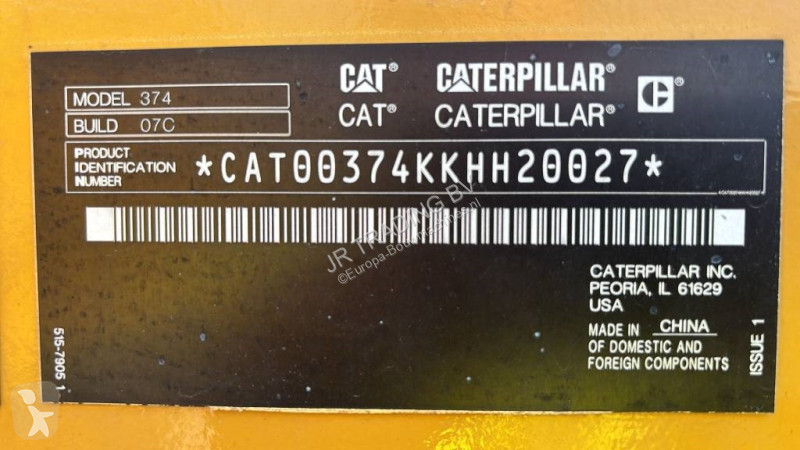 CAT® CATERPILLAR®
CAT® CATERPILLAR®
C
MODEL 374
BUILD 07C
PRODUCT IDENTIFICATION NUMBER *CAT00374KKHH20027*
JR TRADING BV
©Europa-Bouwmachines.nl
CATERPILLAR INC.
PEORIA, IL 61629
USA
MADE IN CHINA
OF DOMESTIC AND
FOREIGN COMPONENTS
ISSUE 1
515-7905 1